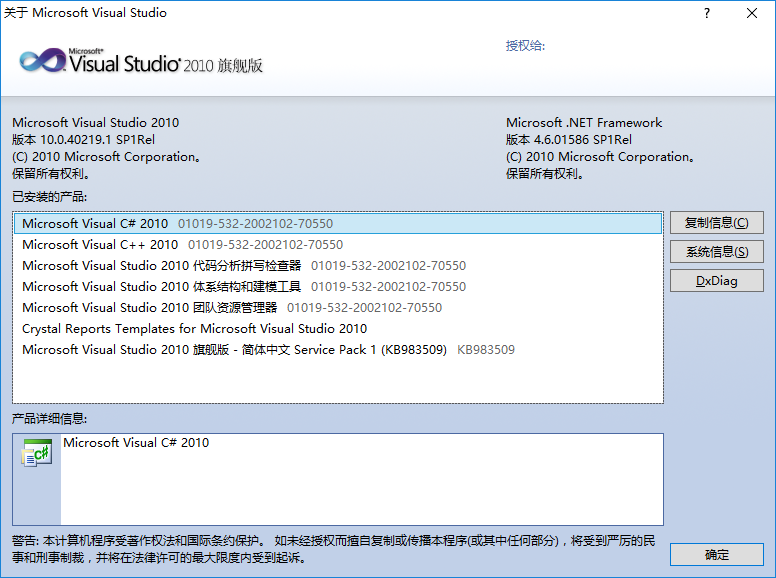 关于 Microsoft Visual Studio
?
Microsoft®
Visual Studio® 2010 旗舰版
授权给:
Microsoft Visual Studio 2010
版本 10.0.40219.1 SP1Rel
(C) 2010 Microsoft Corporation。
保留所有权利。
Microsoft .NET Framework
版本 4.6.01586 SP1Rel
(C) 2010 Microsoft Corporation。
保留所有权利。
已安装的产品:
Microsoft Visual C# 2010 01019-532-2002102-70550
Microsoft Visual C++ 2010 01019-532-2002102-70550
Microsoft Visual Studio 2010 代码分析拼写检查器 01019-532-2002102-70550
Microsoft Visual Studio 2010 体系结构和建模工具 01019-532-2002102-70550
Microsoft Visual Studio 2010 团队资源管理器 01019-532-2002102-70550
Crystal Reports Templates for Microsoft Visual Studio 2010
Microsoft Visual Studio 2010 旗舰版 - 简体中文 Service Pack 1 (KB983509) KB983509
复制信息(C)
系统信息(S)
DxDiag
产品详细信息:
C#
Microsoft Visual C# 2010
警告: 本计算机程序受著作权法和国际条约保护。 如未经授权而擅自复制或传播本程序(或其中任何部分)，将受到严厉的民
事和刑事制裁，并将在法律许可的最大限度内受到起诉。
确定